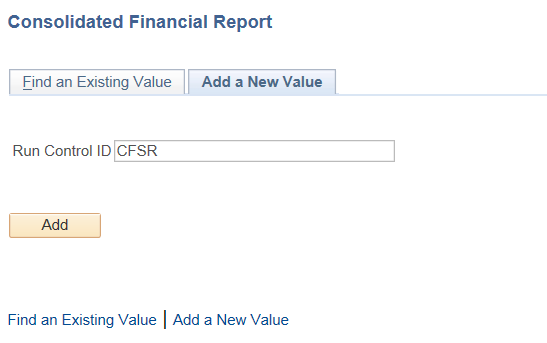 Consolidated Financial Report
Find an Existing Value Add a New Value
Run Control ID CFSR
Add
Find an Existing Value | Add a New Value